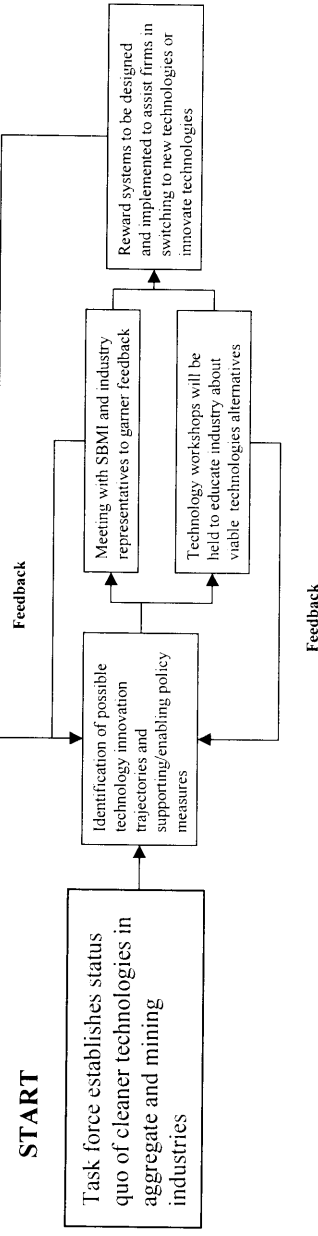 START
Task force establishes status
quo of cleaner technologies in
aggregate and mining
industries
Identification of possible
technology innovation
trajectories and
supporting/enabling policy
measures
Feedback
Meeting with SBMI and industry
representatives to garner feedback
Technology workshops will be
held to educate industry about
viable technologies alternatives
Feedback
Reward systems to be designed
and implemented to assist firms in
switching to new technologies or
innovate technologies